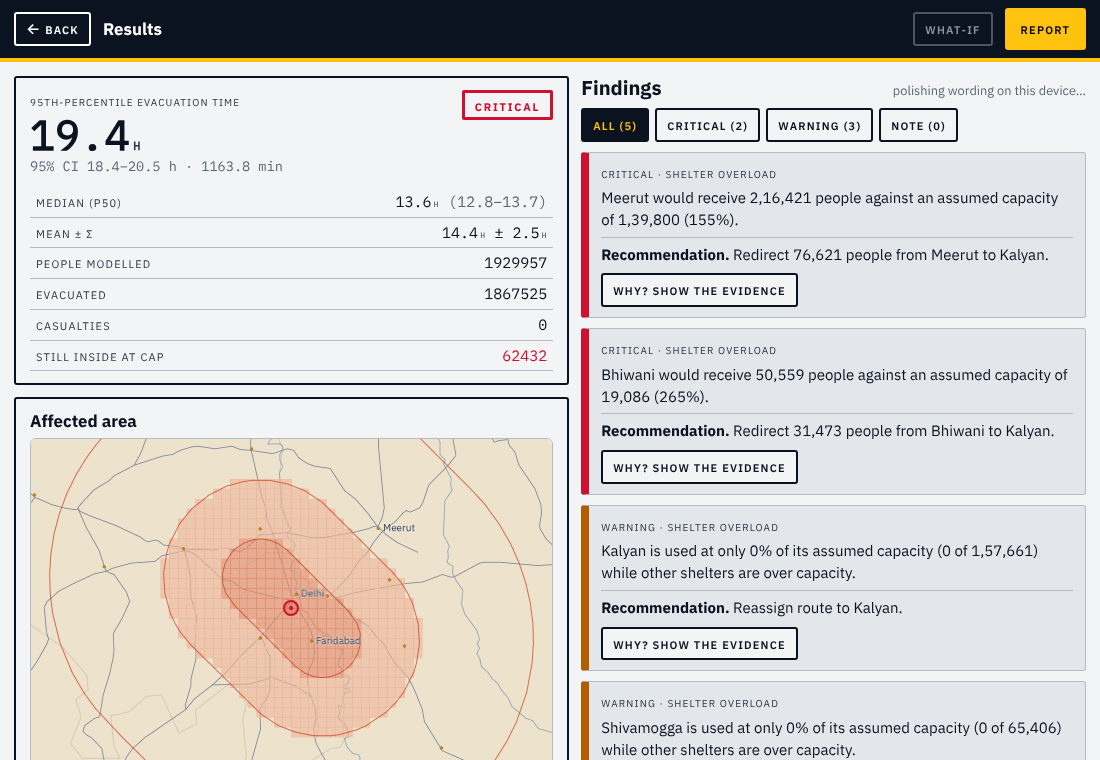 ← BACK
Results
WHAT-IF
REPORT
95TH-PERCENTILE EVACUATION TIME
CRITICAL
19.4H
95% CI 18.4–20.5 h · 1163.8 min
MEDIAN (P50) 13.6H (12.8–13.7)
MEAN ± Σ 14.4H ± 2.5H
PEOPLE MODELLED 1929957
EVACUATED 1867525
CASUALTIES 0
STILL INSIDE AT CAP 62432
Affected area
Meerut
Delhi
Faridabad
Findings
polishing wording on this device…
ALL (5)
CRITICAL (2)
WARNING (3)
NOTE (0)
CRITICAL · SHELTER OVERLOAD
Meerut would receive 2,16,421 people against an assumed capacity
of 1,39,800 (155%).
Recommendation. Redirect 76,621 people from Meerut to Kalyan.
WHY? SHOW THE EVIDENCE
CRITICAL · SHELTER OVERLOAD
Bhiwani would receive 50,559 people against an assumed capacity of
19,086 (265%).
Recommendation. Redirect 31,473 people from Bhiwani to Kalyan.
WHY? SHOW THE EVIDENCE
WARNING · SHELTER OVERLOAD
Kalyan is used at only 0% of its assumed capacity (0 of 1,57,661)
while other shelters are over capacity.
Recommendation. Reassign route to Kalyan.
WHY? SHOW THE EVIDENCE
WARNING · SHELTER OVERLOAD
Shivamogga is used at only 0% of its assumed capacity (0 of 65,406)
while other shelters are over capacity.